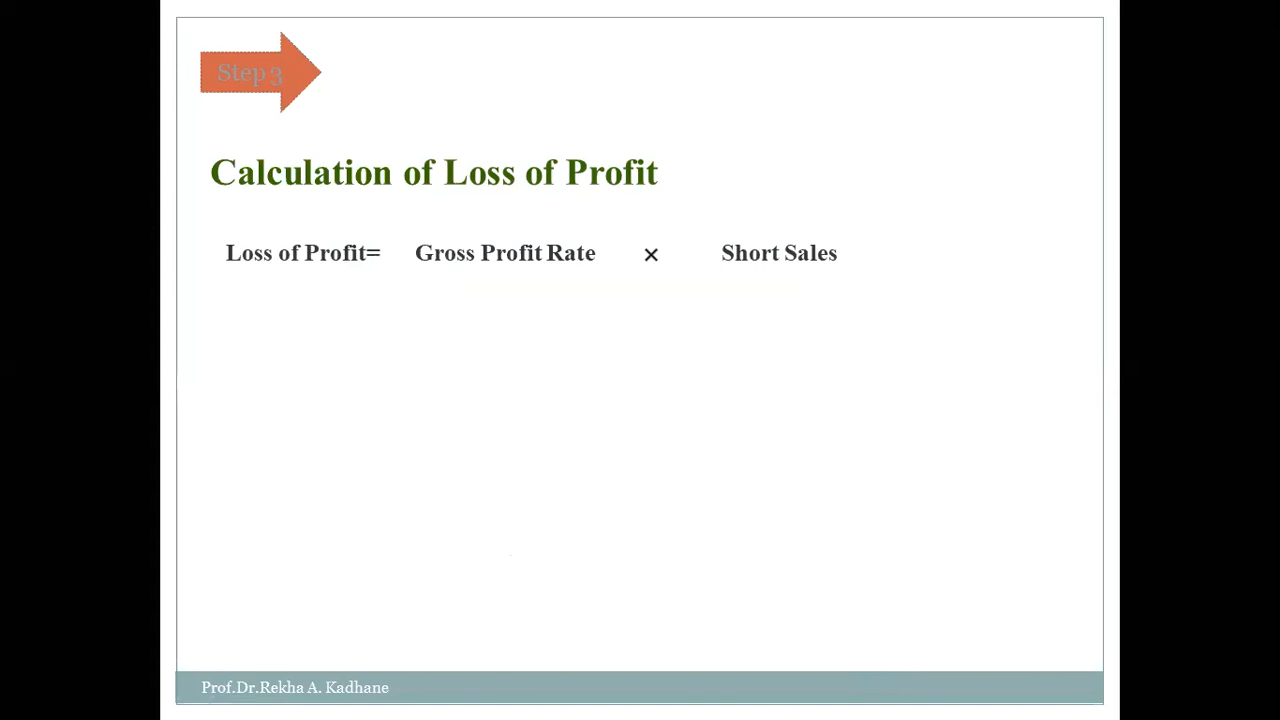 Step 3
Calculation of Loss of Profit
Loss of Profit= Gross Profit Rate × Short Sales
Prof.Dr.Rekha A. Kadhane